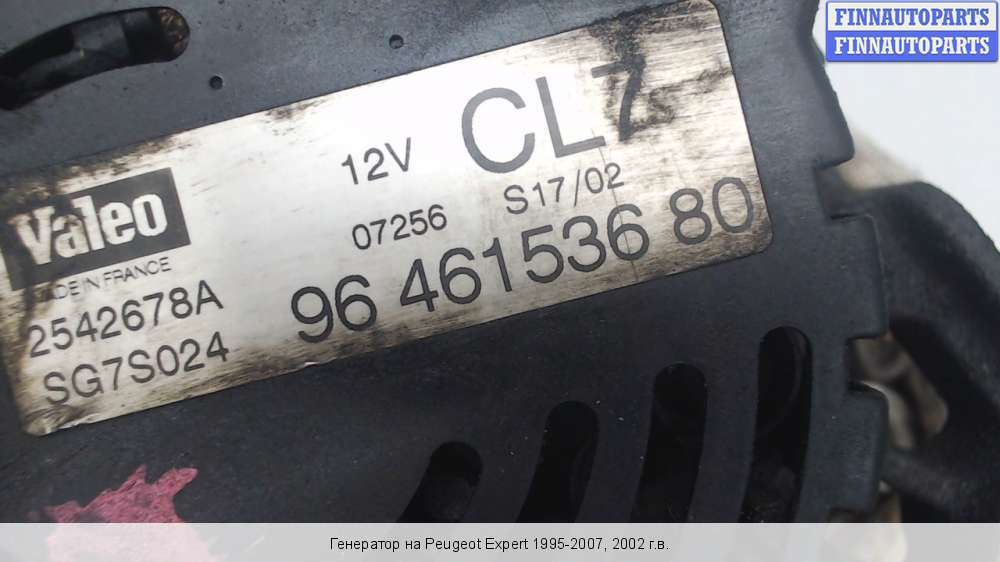 FINNAUTOPARTS
FINNAUTOPARTS
12V CL7
Valeo
07256 S17/02
MADE IN FRANCE
2542678A 96 461536 80
SG7S024
Генератор на Peugeot Expert 1995-2007, 2002 г.в.